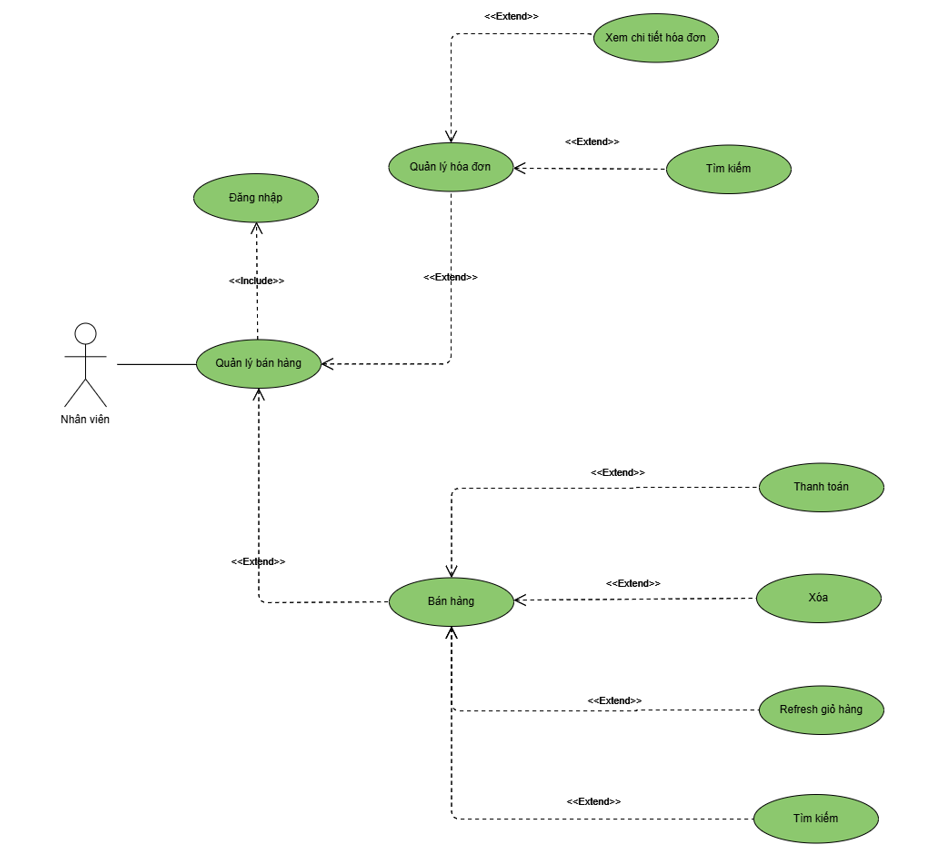 <<Extend>>
Xem chi tiết hóa đơn
<<Extend>>
Quản lý hóa đơn
Tìm kiếm
Đăng nhập
<<Include>>
<<Extend>>
Quản lý bán hàng
Nhân viên
<<Extend>>
Thanh toán
<<Extend>>
<<Extend>>
Bán hàng
Xóa
<<Extend>>
Refresh giỏ hàng
<<Extend>>
Tìm kiếm